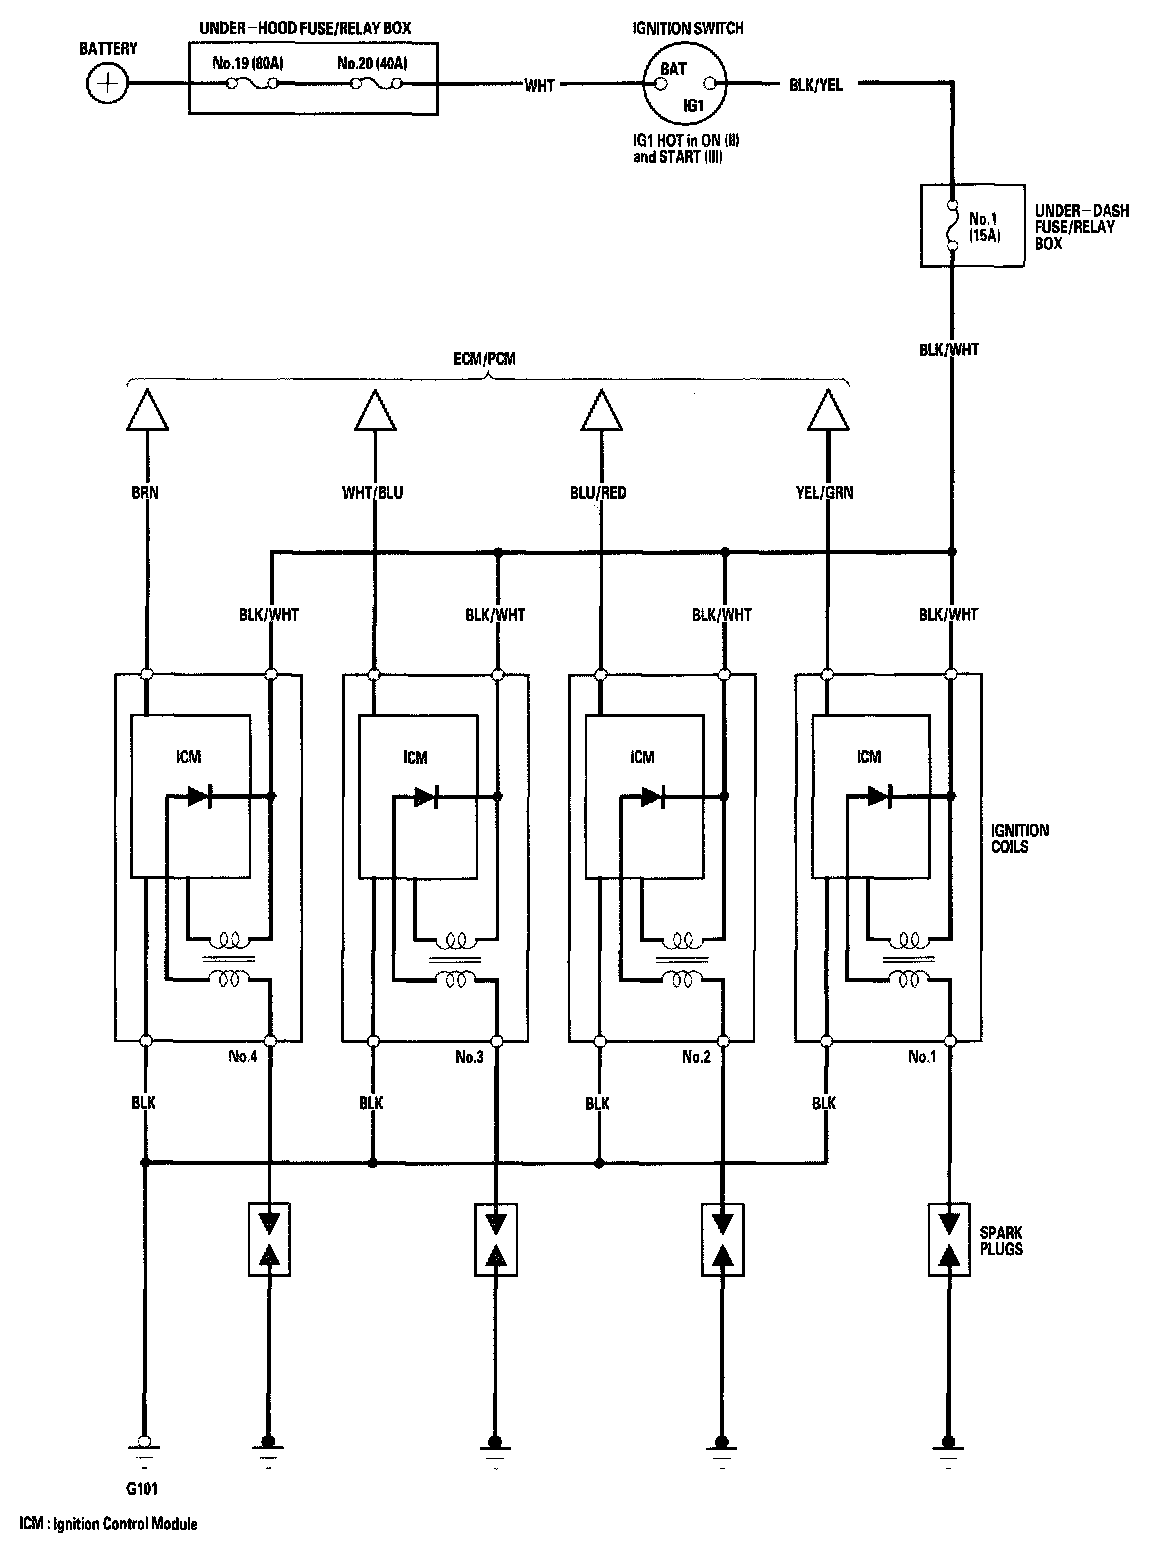 UNDER-HOOD FUSE/RELAY BOX
IGNITION SWITCH
BATTERY
No.19 (80A)
No.20 (40A)
BAT
WHT
BLK/YEL
IG1
IG1 HOT in ON (II)
and START (III)
No.1
(15A)
UNDER-DASH
FUSE/RELAY
BOX
BLK/WHT
ECM/PCM
BRN
WHT/BLU
BLU/RED
YEL/GRN
BLK/WHT
BLK/WHT
BLK/WHT
BLK/WHT
ICM
ICM
ICM
ICM
IGNITION
COILS
No.4
No.3
No.2
No.1
BLK
BLK
BLK
BLK
SPARK
PLUGS
G101
ICM : Ignition Control Module